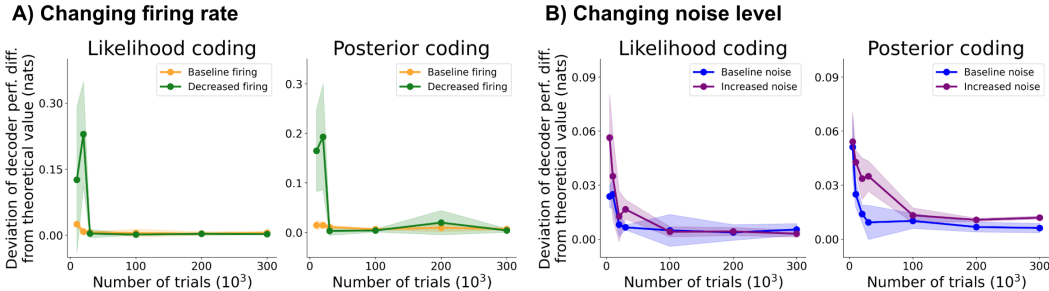 A) Changing firing rate
B) Changing noise level
Likelihood coding
Posterior coding
Likelihood coding
Posterior coding
Deviation of decoder perf. diff.
from theoretical value (nats)
0.30
0.15
0.00
Baseline firing
Decreased firing
0 100 200 300
Number of trials (10³)
0.3
0.2
0.1
0.0
Baseline firing
Decreased firing
0 100 200 300
Number of trials (10³)
Deviation of decoder perf. diff.
from theoretical value (nats)
0.09
0.06
0.03
0.00
Baseline noise
Increased noise
0 100 200 300
Number of trials (10³)
0.09
0.06
0.03
0.00
Baseline noise
Increased noise
0 100 200 300
Number of trials (10³)